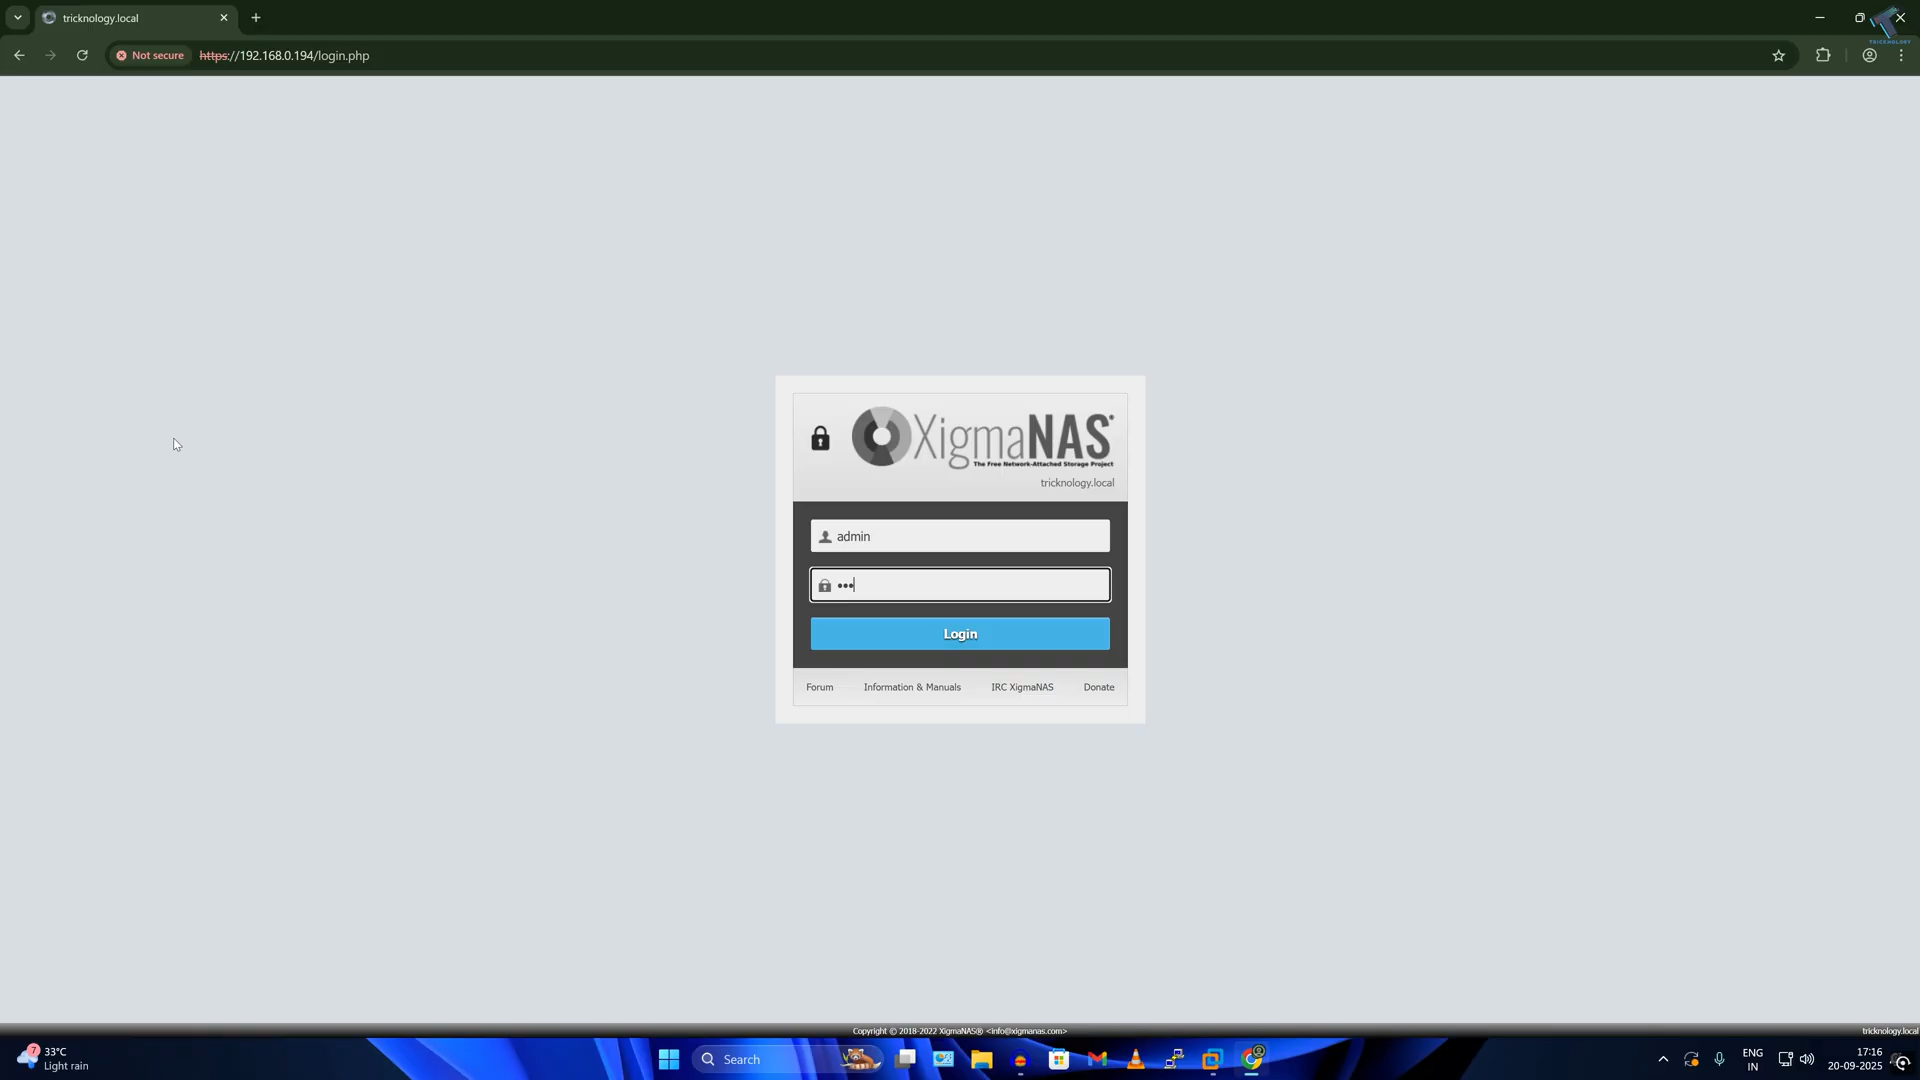 tricknology.local
TRICKNOLOGY
Not secure
https://192.168.0.194/login.php
XigmaNAS®
The Free Network-Attached Storage Project
tricknology.local
admin
•••
Login
Forum
Information & Manuals
IRC XigmaNAS
Donate
Copyright © 2018-2022 XigmaNAS® <info@xigmanas.com>
tricknology.local
7
33°C
Light rain
Search
ENG
IN
17:16
20-09-2025